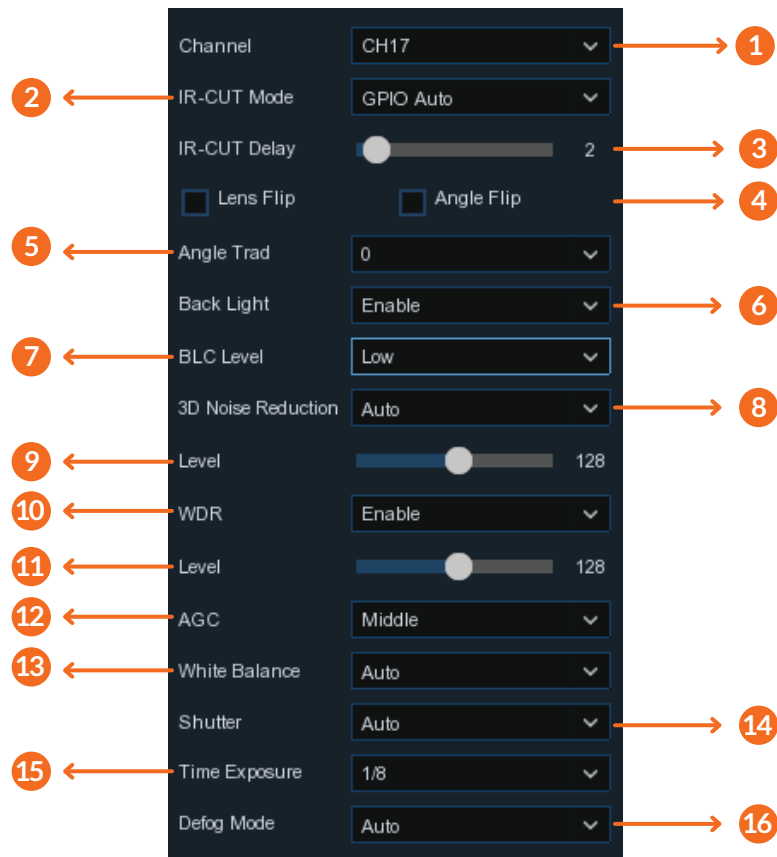 Channel CH17 1
2 IR-CUT Mode GPIO Auto
IR-CUT Delay 2 3
Lens Flip Angle Flip 4
5 Angle Trad 0
Back Light Enable 6
7 BLC Level Low
3D Noise Reduction Auto 8
9 Level 128
10 WDR Enable
11 Level 128
12 AGC Middle
13 White Balance Auto
Shutter Auto 14
15 Time Exposure 1/8
Defog Mode Auto 16